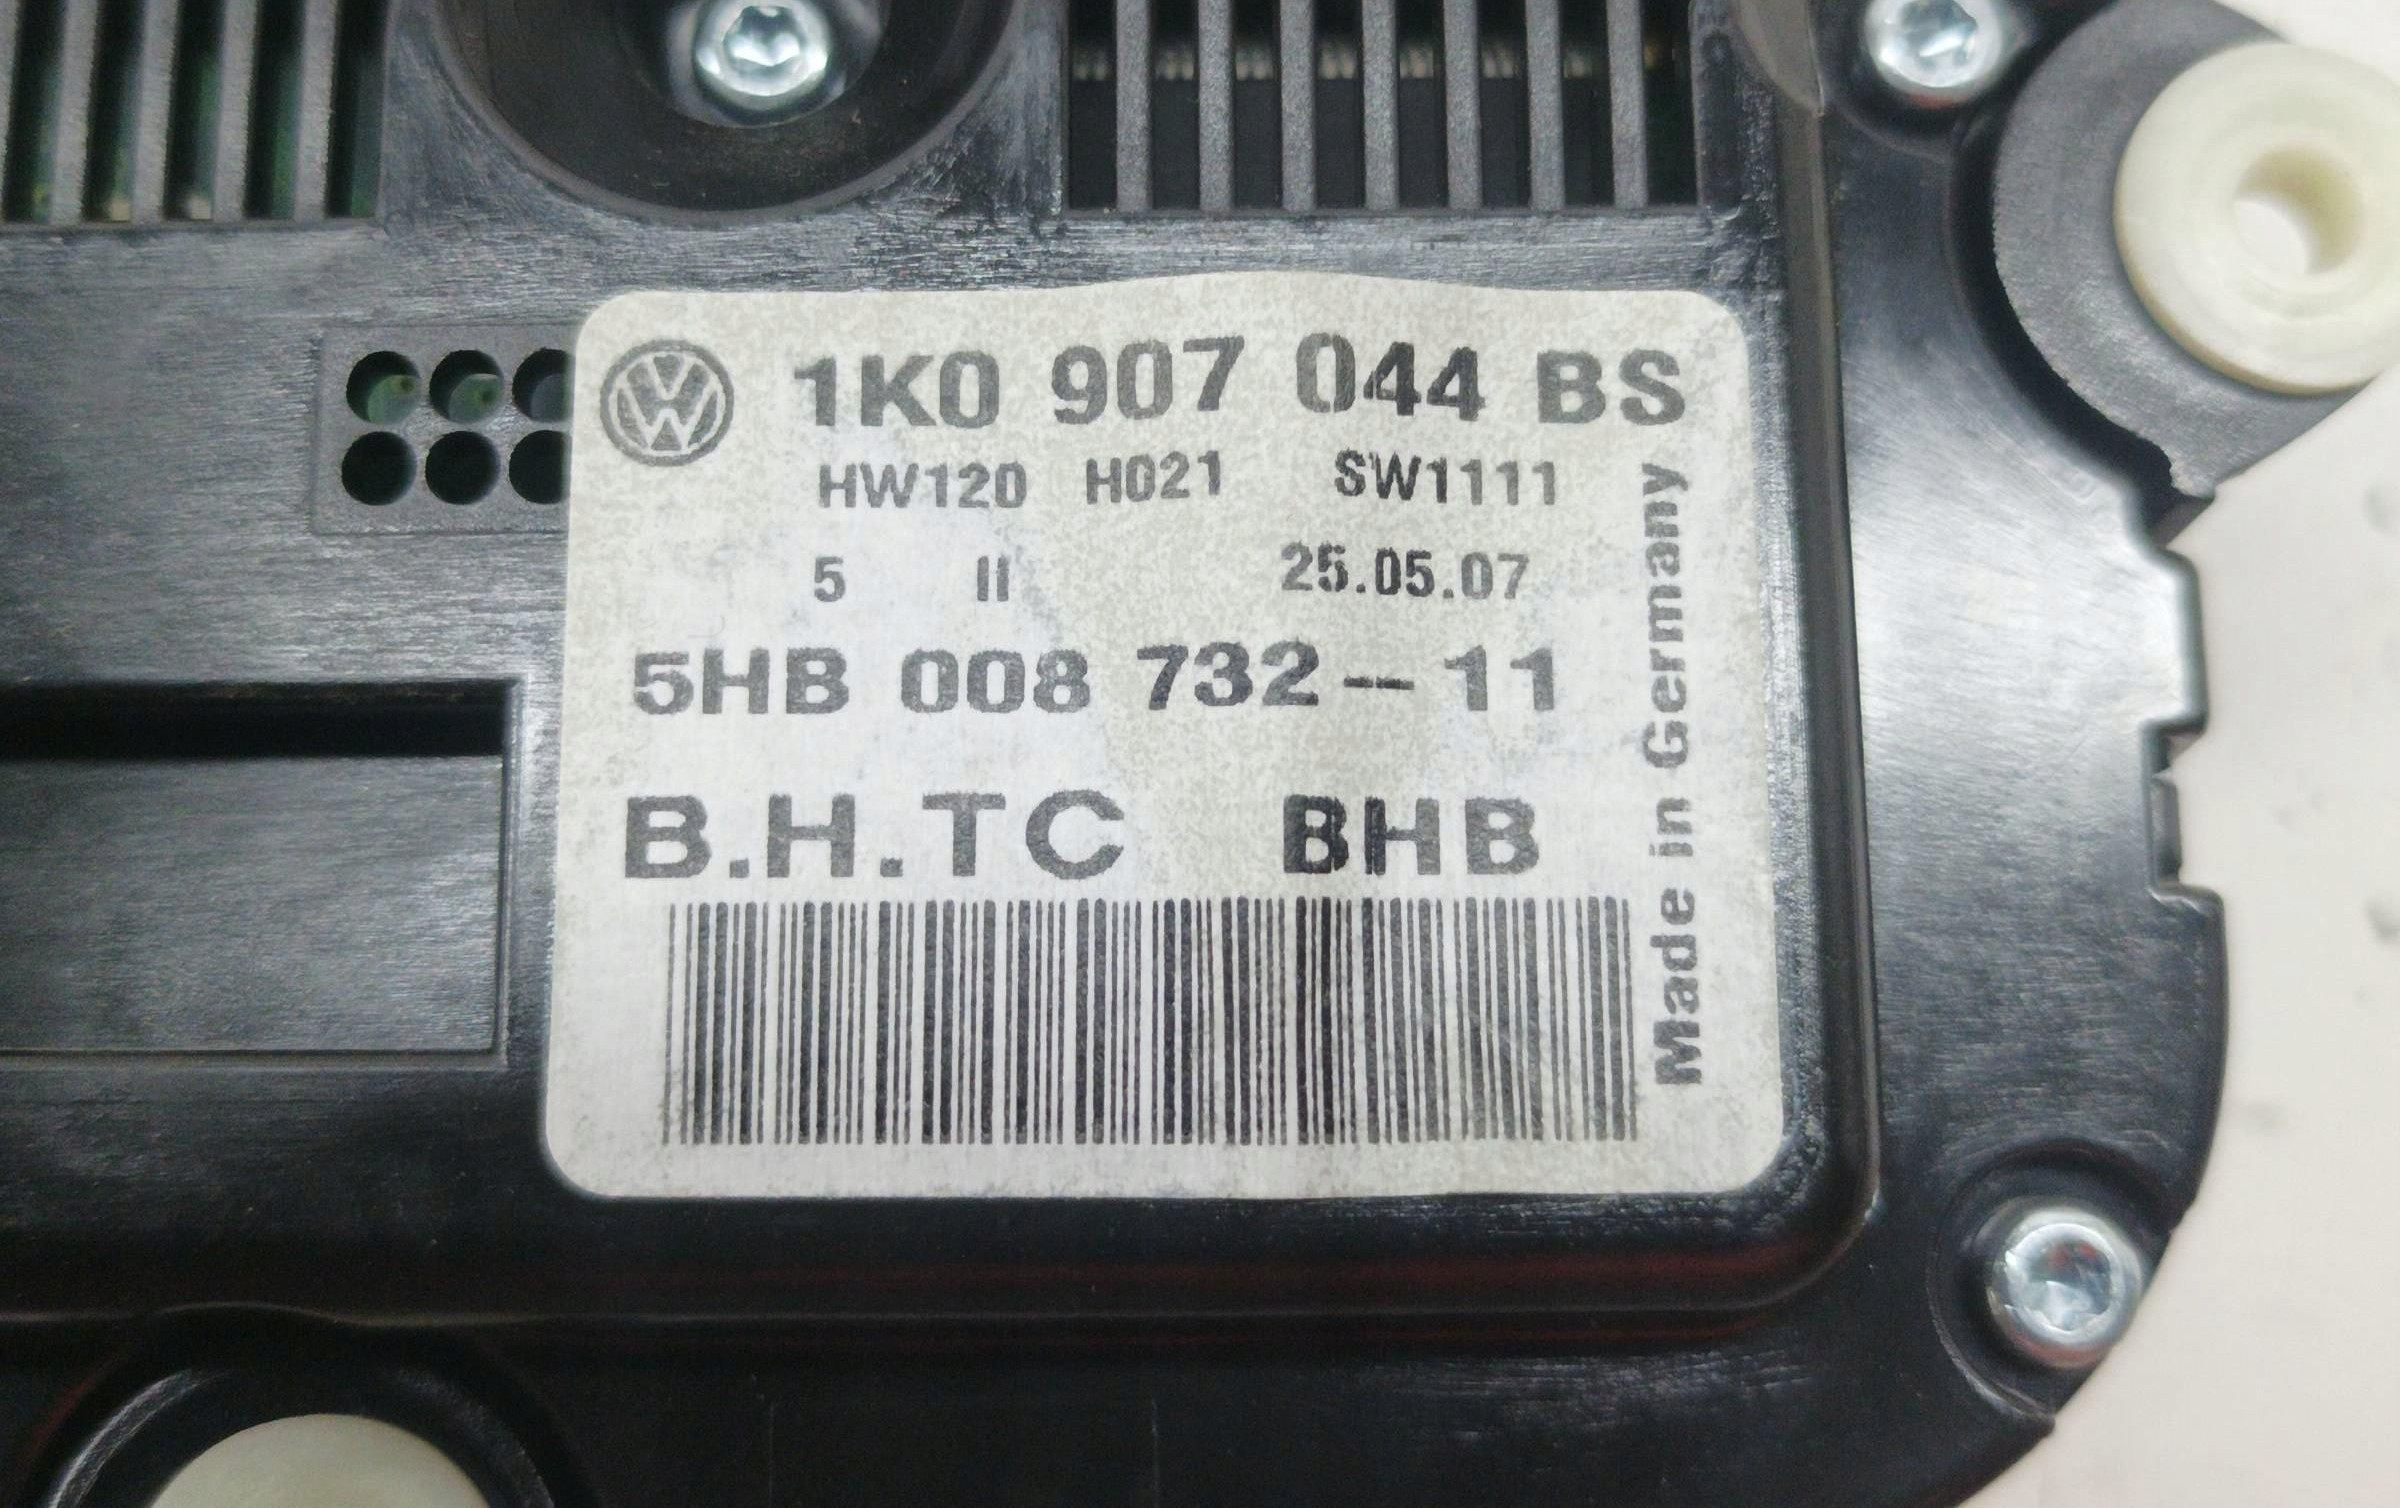 1K0 907 044 BS
HW120 H021 SW1111
5 II 25.05.07
5HB 008 732--11
B.H.TC BHB
Made in Germany